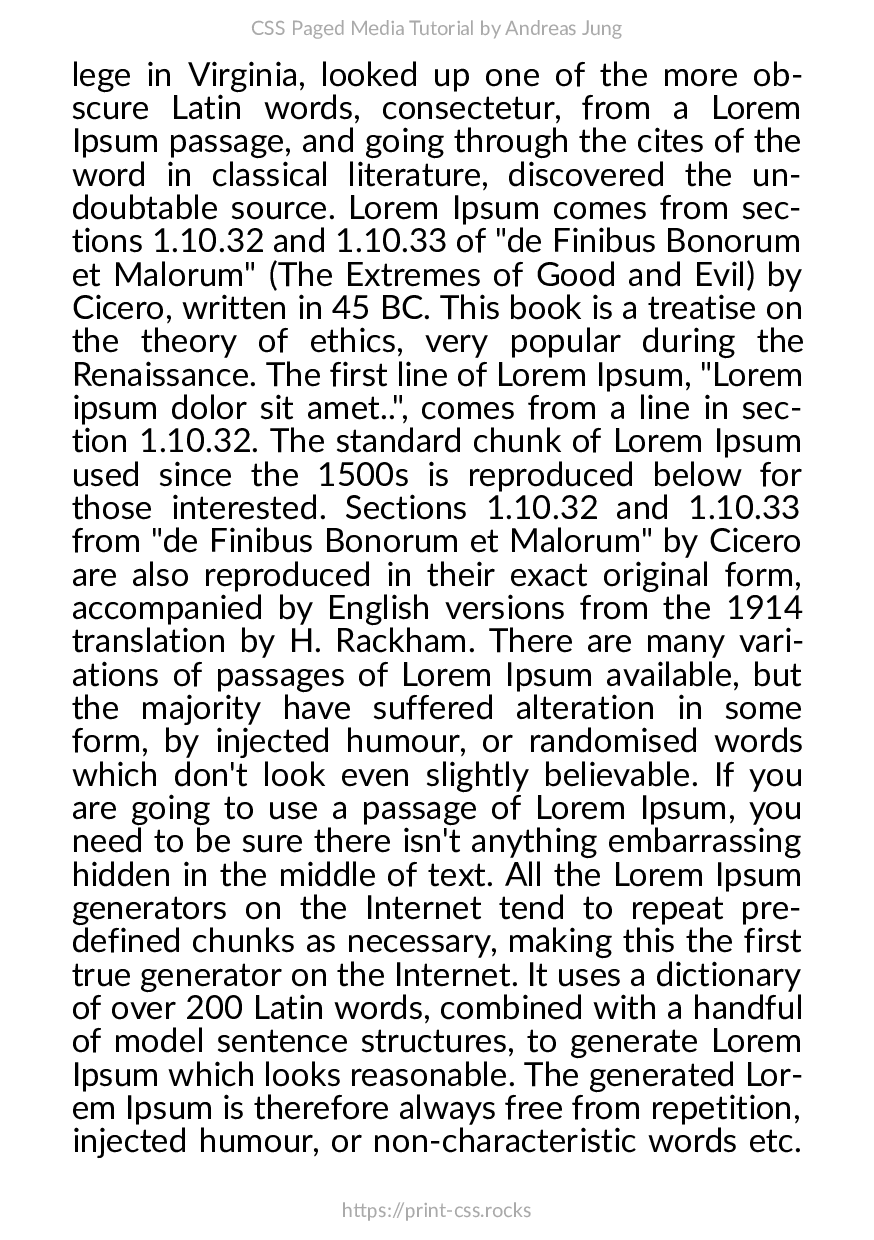 CSS Paged Media Tutorial by Andreas Jung
lege in Virginia, looked up one of the more ob-
scure Latin words, consectetur, from a Lorem
Ipsum passage, and going through the cites of the
word in classical literature, discovered the un-
doubtable source. Lorem Ipsum comes from sec-
tions 1.10.32 and 1.10.33 of "de Finibus Bonorum
et Malorum" (The Extremes of Good and Evil) by
Cicero, written in 45 BC. This book is a treatise on
the theory of ethics, very popular during the
Renaissance. The first line of Lorem Ipsum, "Lorem
ipsum dolor sit amet..", comes from a line in sec-
tion 1.10.32. The standard chunk of Lorem Ipsum
used since the 1500s is reproduced below for
those interested. Sections 1.10.32 and 1.10.33
from "de Finibus Bonorum et Malorum" by Cicero
are also reproduced in their exact original form,
accompanied by English versions from the 1914
translation by H. Rackham. There are many vari-
ations of passages of Lorem Ipsum available, but
the majority have suffered alteration in some
form, by injected humour, or randomised words
which don't look even slightly believable. If you
are going to use a passage of Lorem Ipsum, you
need to be sure there isn't anything embarrassing
hidden in the middle of text. All the Lorem Ipsum
generators on the Internet tend to repeat pre-
defined chunks as necessary, making this the first
true generator on the Internet. It uses a dictionary
of over 200 Latin words, combined with a handful
of model sentence structures, to generate Lorem
Ipsum which looks reasonable. The generated Lor-
em Ipsum is therefore always free from repetition,
injected humour, or non-characteristic words etc.
https://print-css.rocks